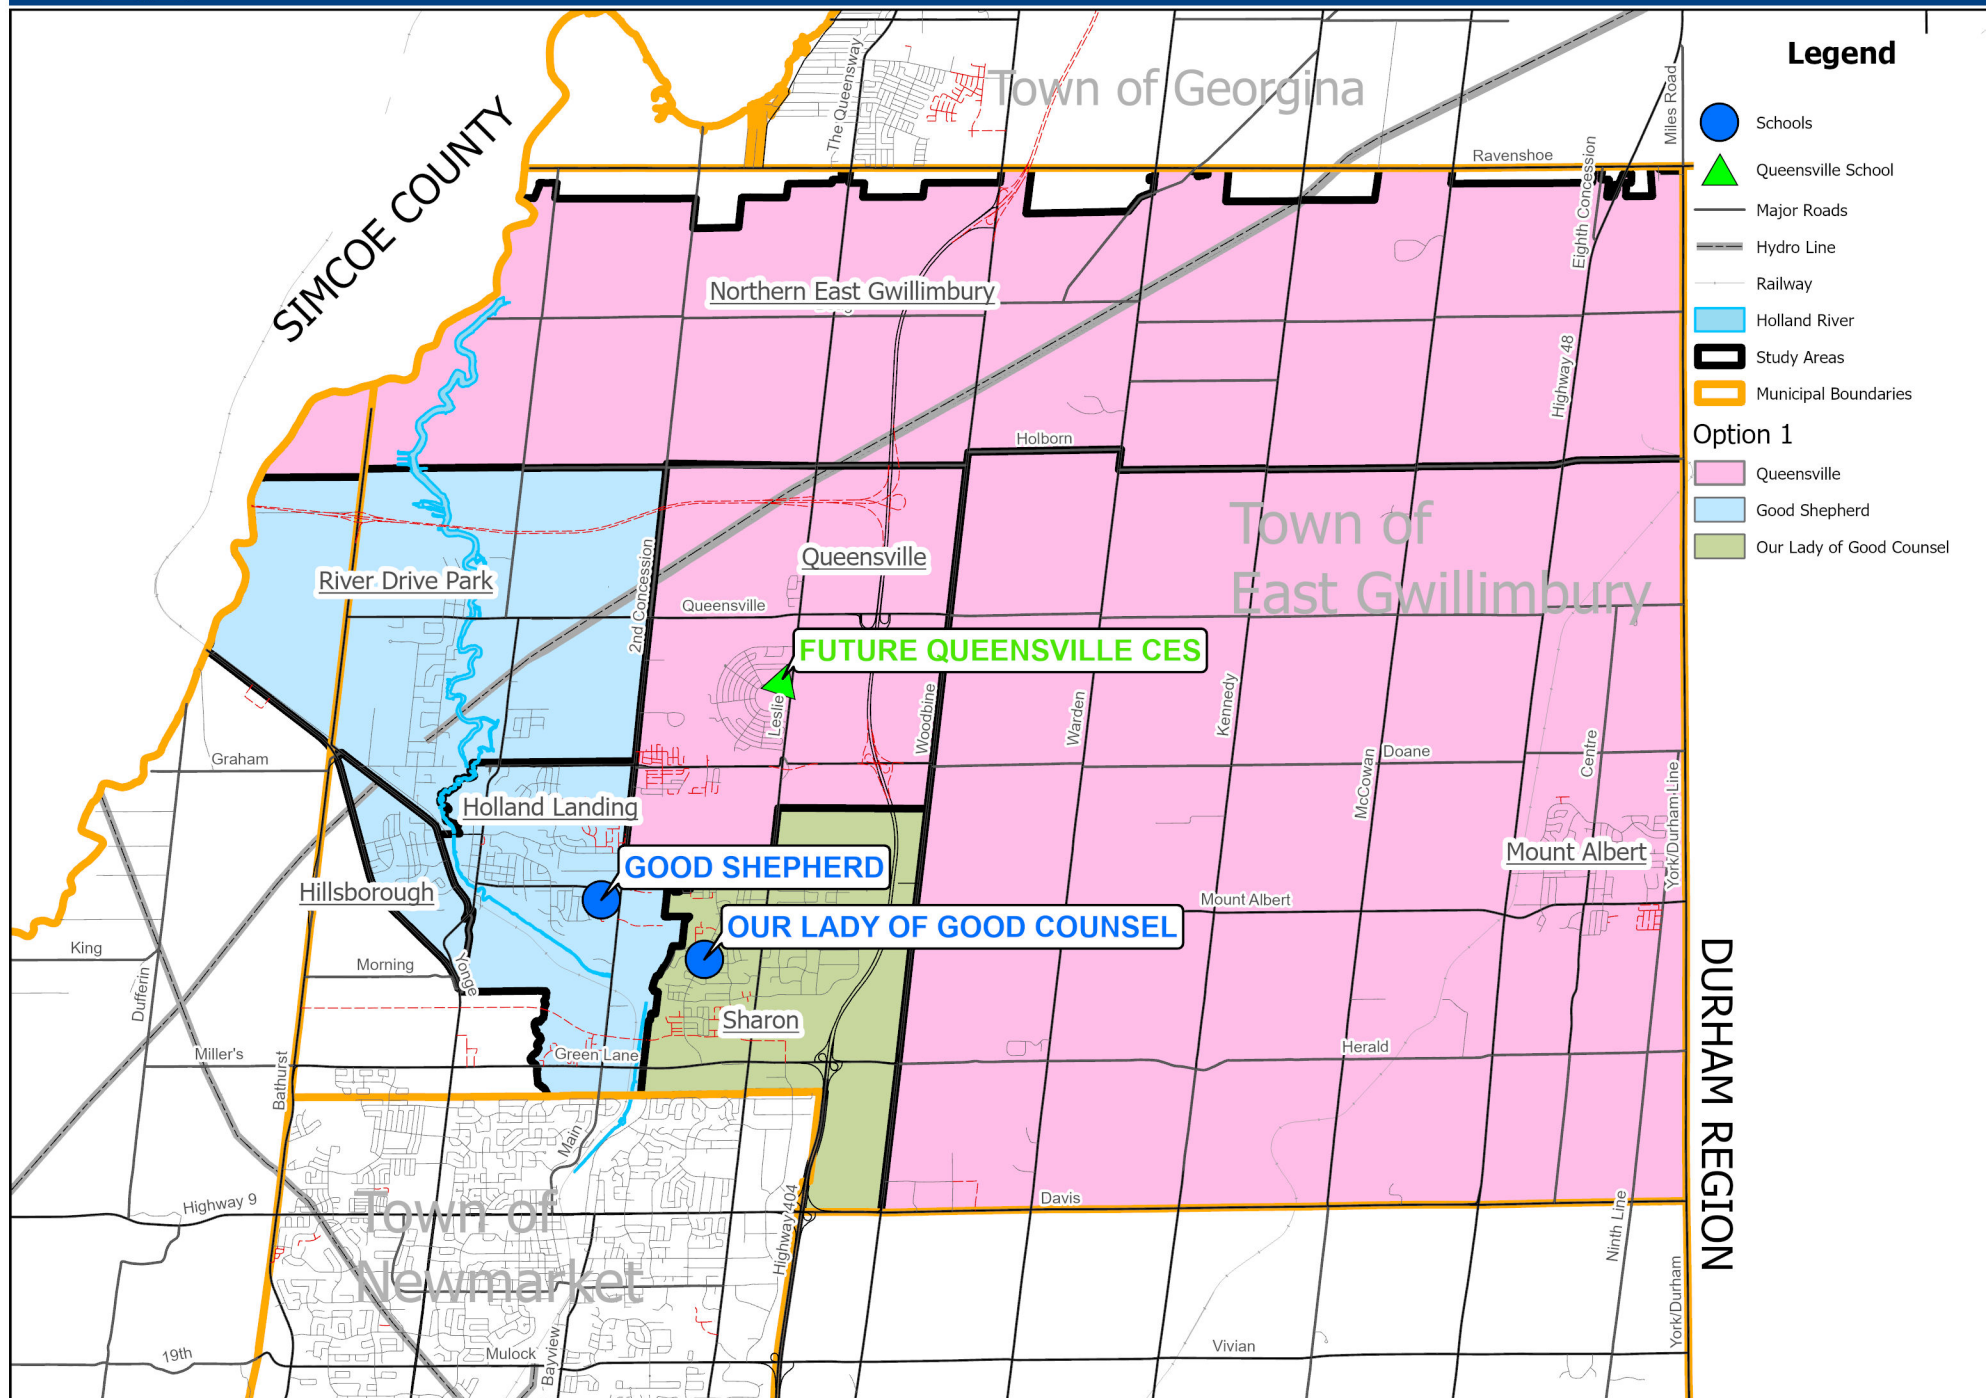 Legend
Schools
Queensville School
Major Roads
Hydro Line
Railway
Holland River
Study Areas
Municipal Boundaries
Option 1
Queensville
Good Shepherd
Our Lady of Good Counsel
Town of Georgina
The Queensway
Miles Road
Ravenshoe
Eighth Concession
SIMCOE COUNTY
Northern East Gwillimbury
Highway 48
Holborn
Town of
East Gwillimbury
Queensville
River Drive Park
2nd Concession
Queensville
FUTURE QUEENSVILLE CES
Leslie
Woodbine
Warden
Kennedy
McCowan
Doane
Centre
York/Durham Line
Graham
Holland Landing
Mount Albert
GOOD SHEPHERD
Hillsborough
Mount Albert
OUR LADY OF GOOD COUNSEL
King
Dufferin
Morning
Yonge
Sharon
DURHAM REGION
Miller's
Green Lane
Herald
Bathurst
Main
Highway 9
Town of
Newmarket
Highway 404
Davis
Ninth Line
York/Durham
19th
Mulock
Bayview
Vivian